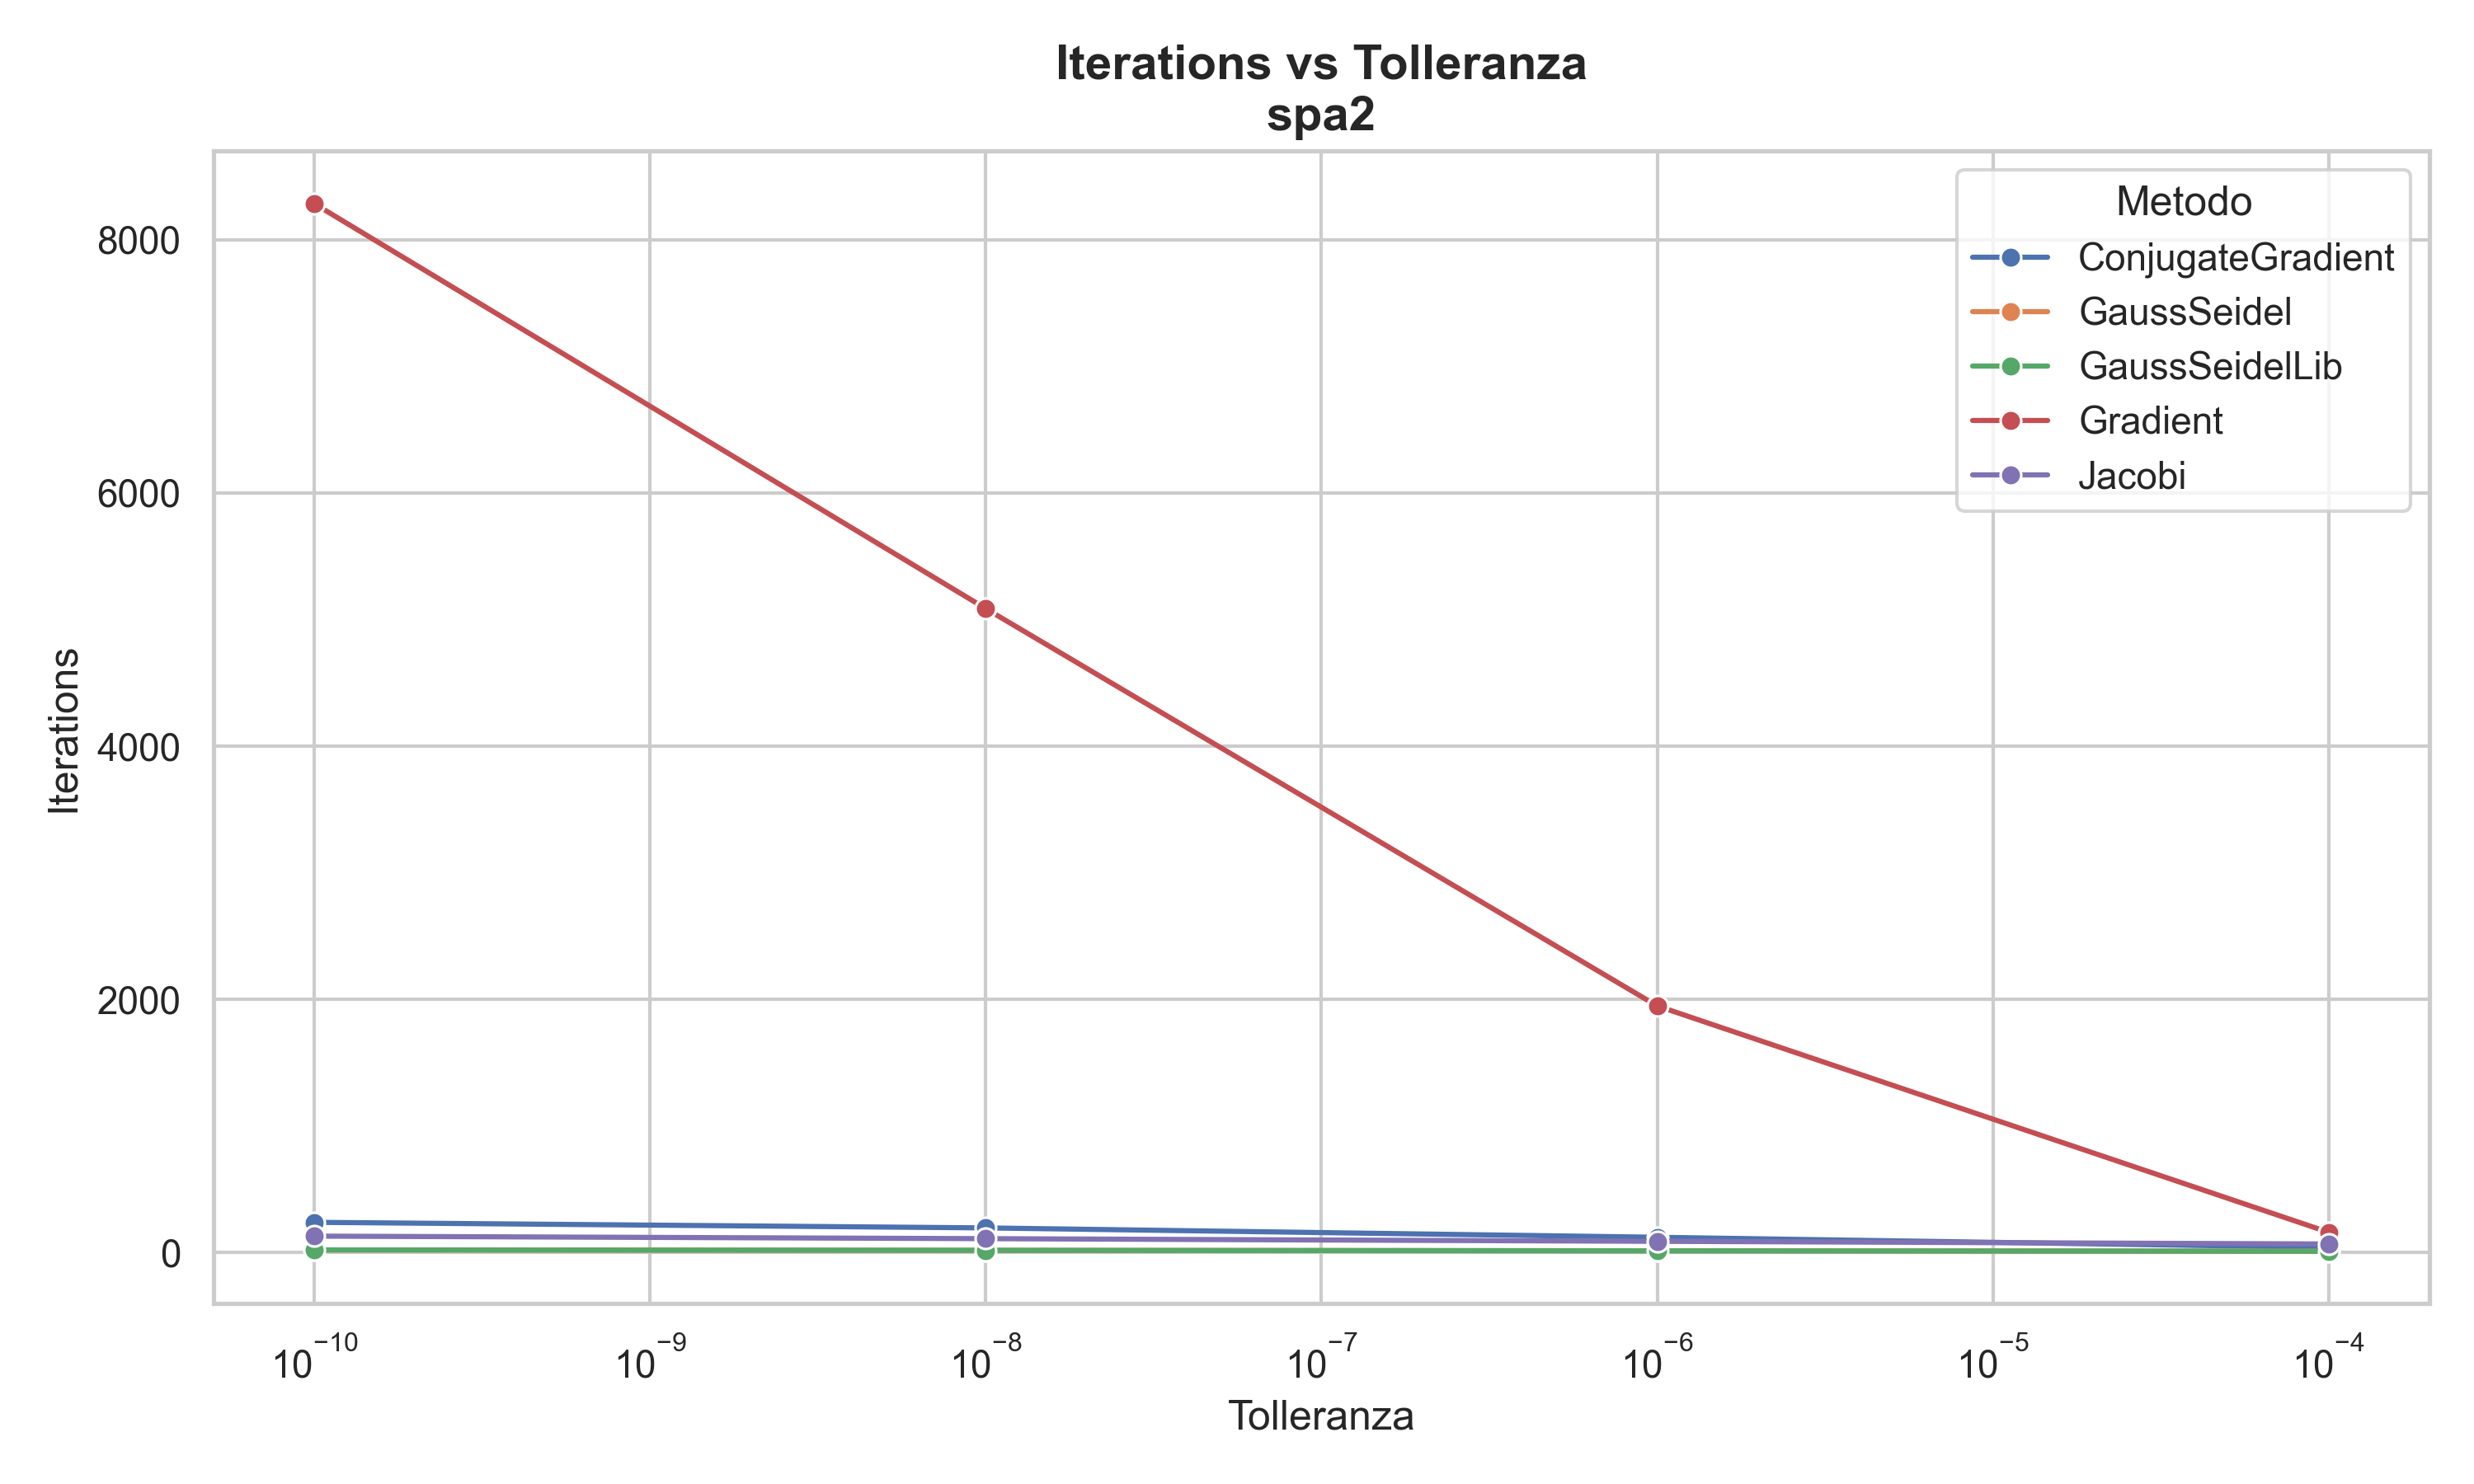 Iterations vs Tolleranza
spa2
Metodo
ConjugateGradient
GaussSeidel
GaussSeidelLib
Gradient
Jacobi
Iterations
8000
6000
4000
2000
0
10⁻¹⁰ 10⁻⁹ 10⁻⁸ 10⁻⁷ 10⁻⁶ 10⁻⁵ 10⁻⁴
Tolleranza